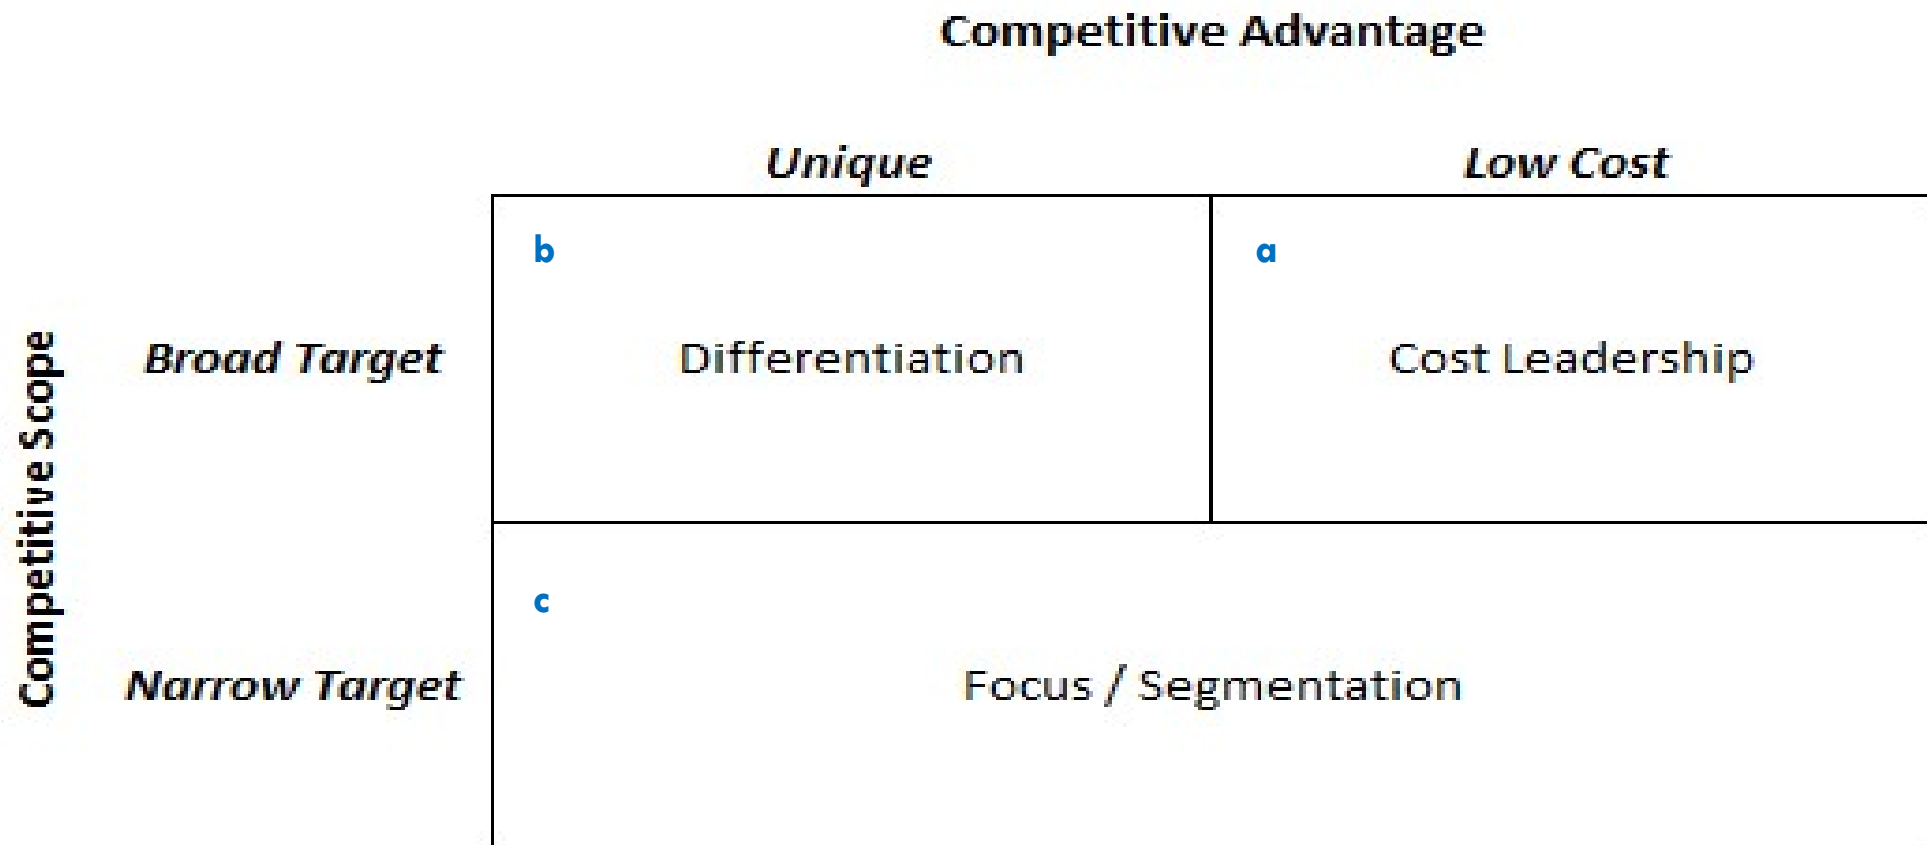 Competitive Advantage
Unique
Low Cost
b
a
Competitive Scope
Broad Target
Differentiation
Cost Leadership
c
Narrow Target
Focus / Segmentation